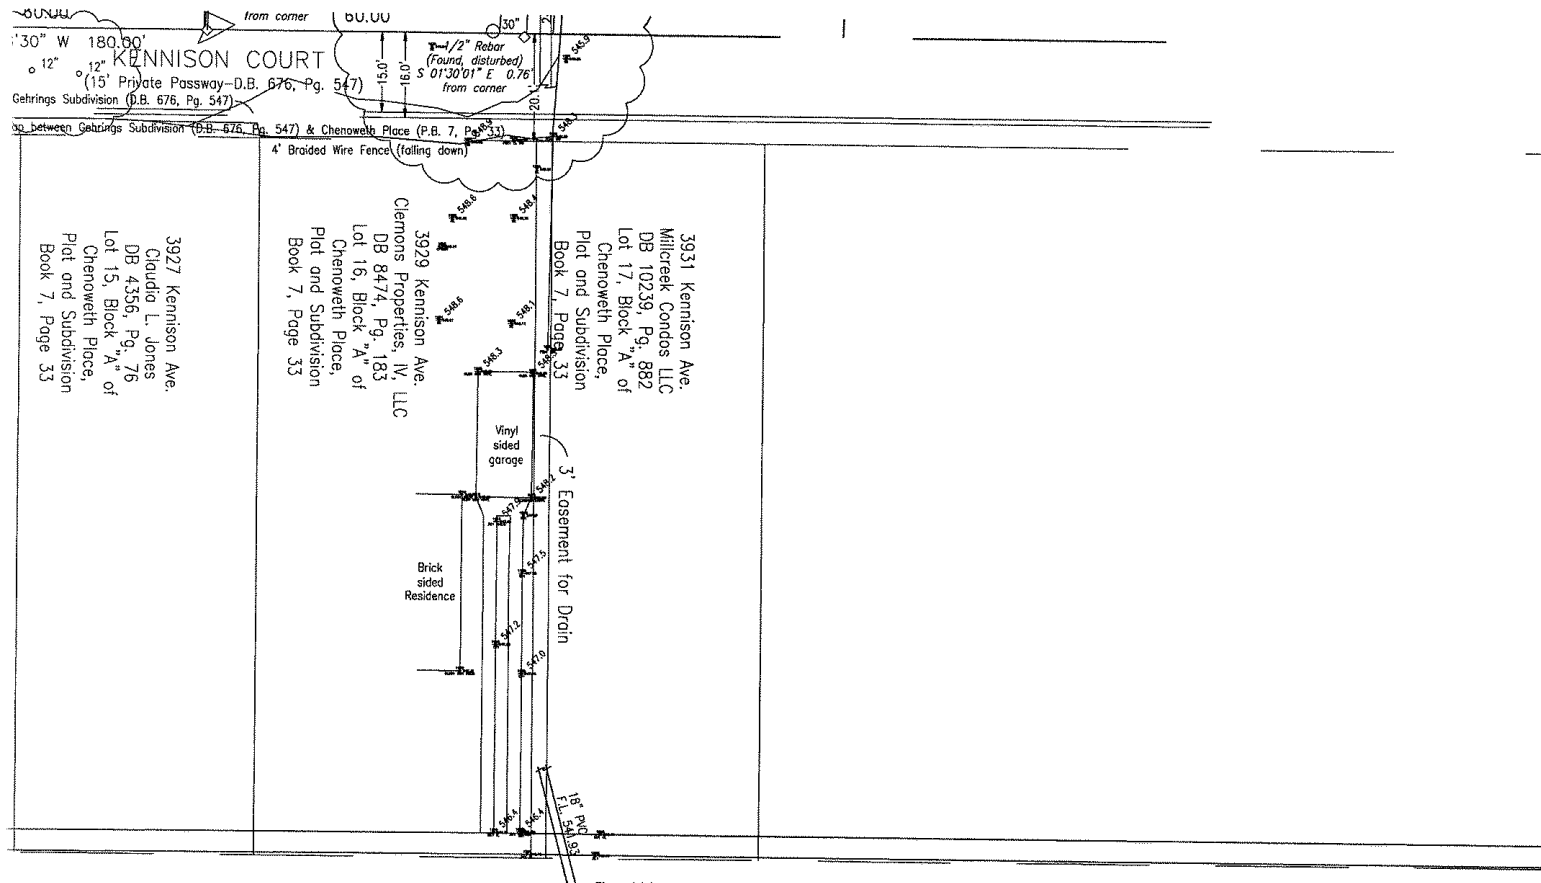 from corner
60.00
30"
'30" W 180.00'
KENNISON COURT
12"
12"
(15' Private Passway-D.B. 676, Pg. 547)
Gehrings Subdivision (D.B. 676, Pg. 547)
between Gehrings Subdivision (D.B. 676, Pg. 547) & Chenoweth Place (P.B. 7, Pg. 33)
4' Braided Wire Fence (falling down)
15.0'
16.0'
1/2" Rebar
(Found, disturbed)
S 01°30'01" E 0.76'
from corner
545.9
548.9
548.3
548.6
548.4
548.6
548.1
548.3
548.2
547.9
547.5
547.2
547.0
546.4
546.4
3927 Kennison Ave.
Claudia L. Jones
DB 4356, Pg. 76
Lot 15, Block "A" of
Chenoweth Place,
Plat and Subdivision
Book 7, Page 33
3929 Kennison Ave.
Clemons Properties, IV, LLC
DB 8474, Pg. 183
Lot 16, Block "A" of
Chenoweth Place,
Plat and Subdivision
Book 7, Page 33
3931 Kennison Ave.
Millcreek Condos LLC
DB 10239, Pg. 882
Lot 17, Block "A" of
Chenoweth Place,
Plat and Subdivision
Book 7, Page 33
Vinyl
sided
garage
3' Easement for Drain
Brick
sided
Residence
18" PVC
F.L. 541.93